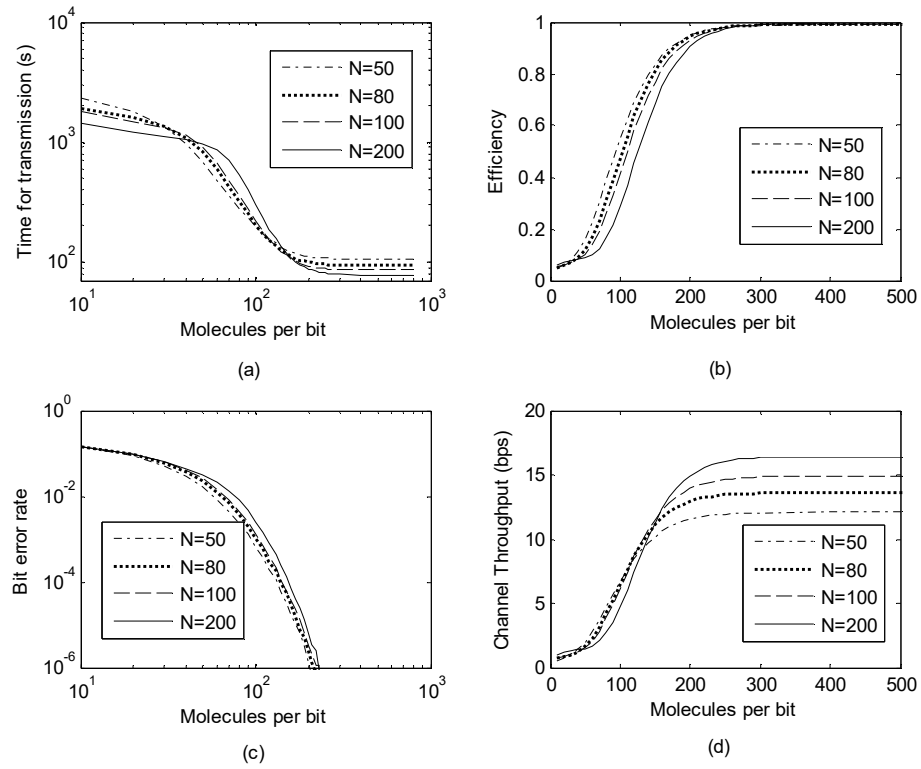 10^4
10^3
10^2
10^1
10^2
10^3
Time for transmission (s)
Molecules per bit
N=50
N=80
N=100
N=200
(a)
1
0.8
0.6
0.4
0.2
0
0
100
200
300
400
500
Efficiency
Molecules per bit
N=50
N=80
N=100
N=200
(b)
10^0
10^-2
10^-4
10^-6
10^1
10^2
10^3
Bit error rate
Molecules per bit
N=50
N=80
N=100
N=200
(c)
20
15
10
5
0
0
100
200
300
400
500
Channel Throughput (bps)
Molecules per bit
N=50
N=80
N=100
N=200
(d)